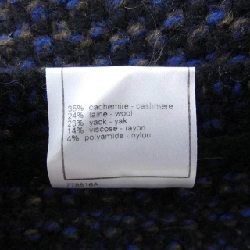 35% cachemire - cashmere
24% laine - wool
23% yack - yak
14% viscose - rayon
4% polyamide - nylon